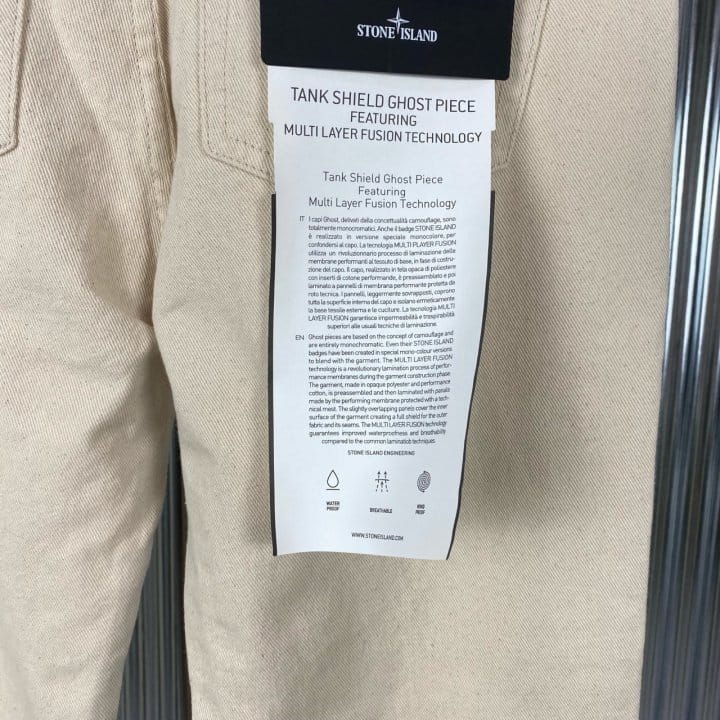 STONE ISLAND
TANK SHIELD GHOST PIECE
FEATURING
MULTI LAYER FUSION TECHNOLOGY
Tank Shield Ghost Piece
Featuring
Multi Layer Fusion Technology
IT I capi Ghost, derivati dalla concettualità camouflage, sono
totalmente monocromatici. Anche il badge STONE ISLAND
è realizzato in versione speciale monocolore, per
confondersi al capo. La tecnologia MULTI PLAYER FUSION
utilizza un rivoluzionario processo di laminazione delle
membrane performanti al tessuto di base, in fase di costru-
zione del capo. Il capo, realizzato in tela opaca di poliestere
con inserti di cotone performande, è preassemblato e poi
laminato a pannelli di membrana performante protetta da
roto tecnica. I pannelli, leggermente sovrapposti, coprono
tutta la superficie interna del capo e isolano ermeticamente
la base tessile esterna e le cuciture. La tecnologia MULTI
LAYER FUSION garantisce impermeabilità e traspirabilità
superiori alle usuali tecniche di laminazione.
EN Ghost pieces are based on the concept of camouflage and
are entirely monochromatic. Even their STONE ISLAND
badges have been created in special mono-colour versions
to blend with the garment. The MULTI LAYER FUSION
technology is a revolutionary lamination process of perfor-
mance membranes during the garment construction phase.
The garment, made in opaque polyester and performance
cotton, is preassembled and then laminated with panels
made by the performing membrane protected with a tech-
nical mest. The slightly overlapping panels cover the inner
surface of the garment creating a full shield for the outer
fabric and its seams. The MULTI LAYER FUSION technology
guarantees improved waterproofness and breathability
compared to the common lamination techniques.
STONE ISLAND ENGINEERING
WATER
PROOF
BREATHABLE
WWW.STONEISLAND.COM